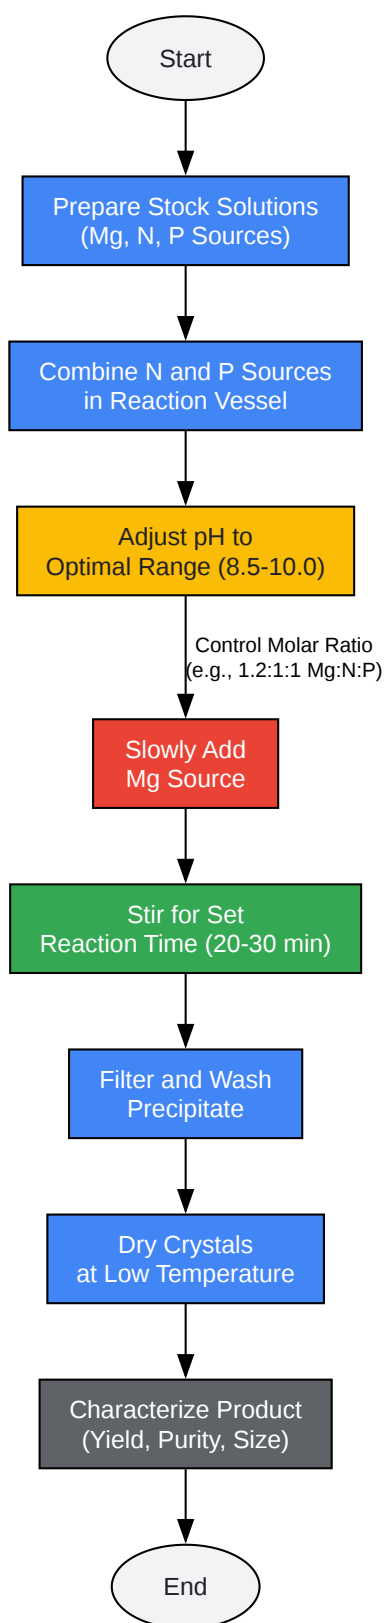 Start
Prepare Stock Solutions
(Mg, N, P Sources)
Combine N and P Sources
in Reaction Vessel
Adjust pH to
Optimal Range (8.5-10.0)
Control Molar Ratio
(e.g., 1.2:1:1 Mg:N:P)
Slowly Add
Mg Source
Stir for Set
Reaction Time (20-30 min)
Filter and Wash
Precipitate
Dry Crystals
at Low Temperature
Characterize Product
(Yield, Purity, Size)
End